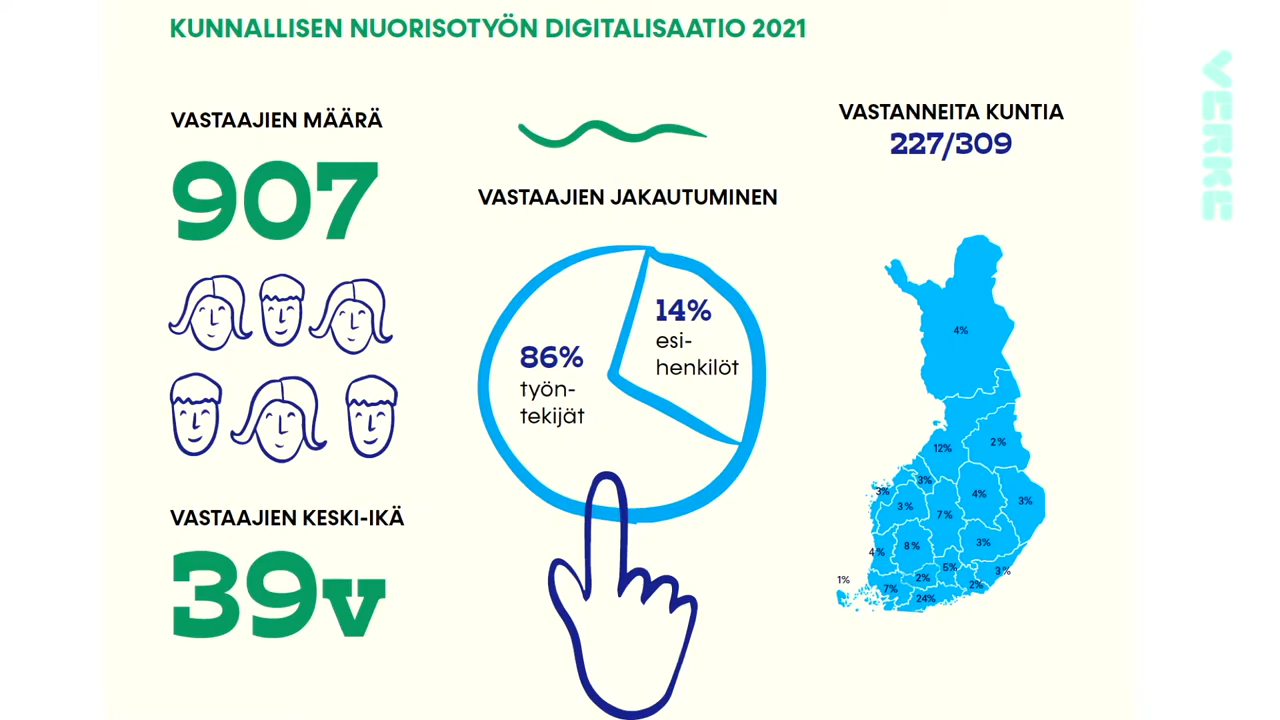 KUNNALLISEN NUORISOTYÖN DIGITALISAATIO 2021
VASTAAJIEN MÄÄRÄ
907
VASTAAJIEN KESKI-IKÄ
39v
VASTAAJIEN JAKAUTUMINEN
14%
esi-
henkilöt
86%
työn-
tekijät
VASTANNEITA KUNTIA
227/309
4%
2%
12%
3%
3%
4%
3%
3%
7%
8%
3%
4%
5%
3%
1%
2%
2%
7%
24%
VERKE